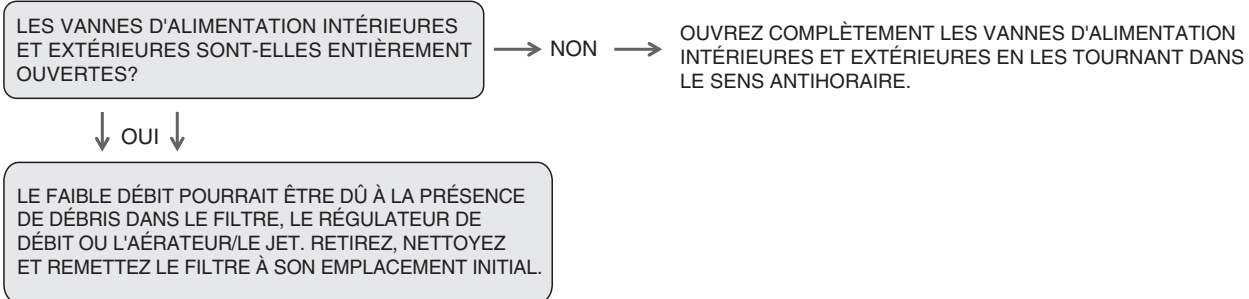 LES VANNES D'ALIMENTATION INTÉRIEURES
ET EXTÉRIEURES SONT-ELLES ENTIÈREMENT
OUVERTES?
NON
OUVREZ COMPLÈTEMENT LES VANNES D'ALIMENTATION
INTÉRIEURES ET EXTÉRIEURES EN LES TOURNANT DANS
LE SENS ANTIHORAIRE.
OUI
LE FAIBLE DÉBIT POURRAIT ÊTRE DÛ À LA PRÉSENCE
DE DÉBRIS DANS LE FILTRE, LE RÉGULATEUR DE
DÉBIT OU L'AÉRATEUR/LE JET. RETIREZ, NETTOYEZ
ET REMETTEZ LE FILTRE À SON EMPLACEMENT INITIAL.